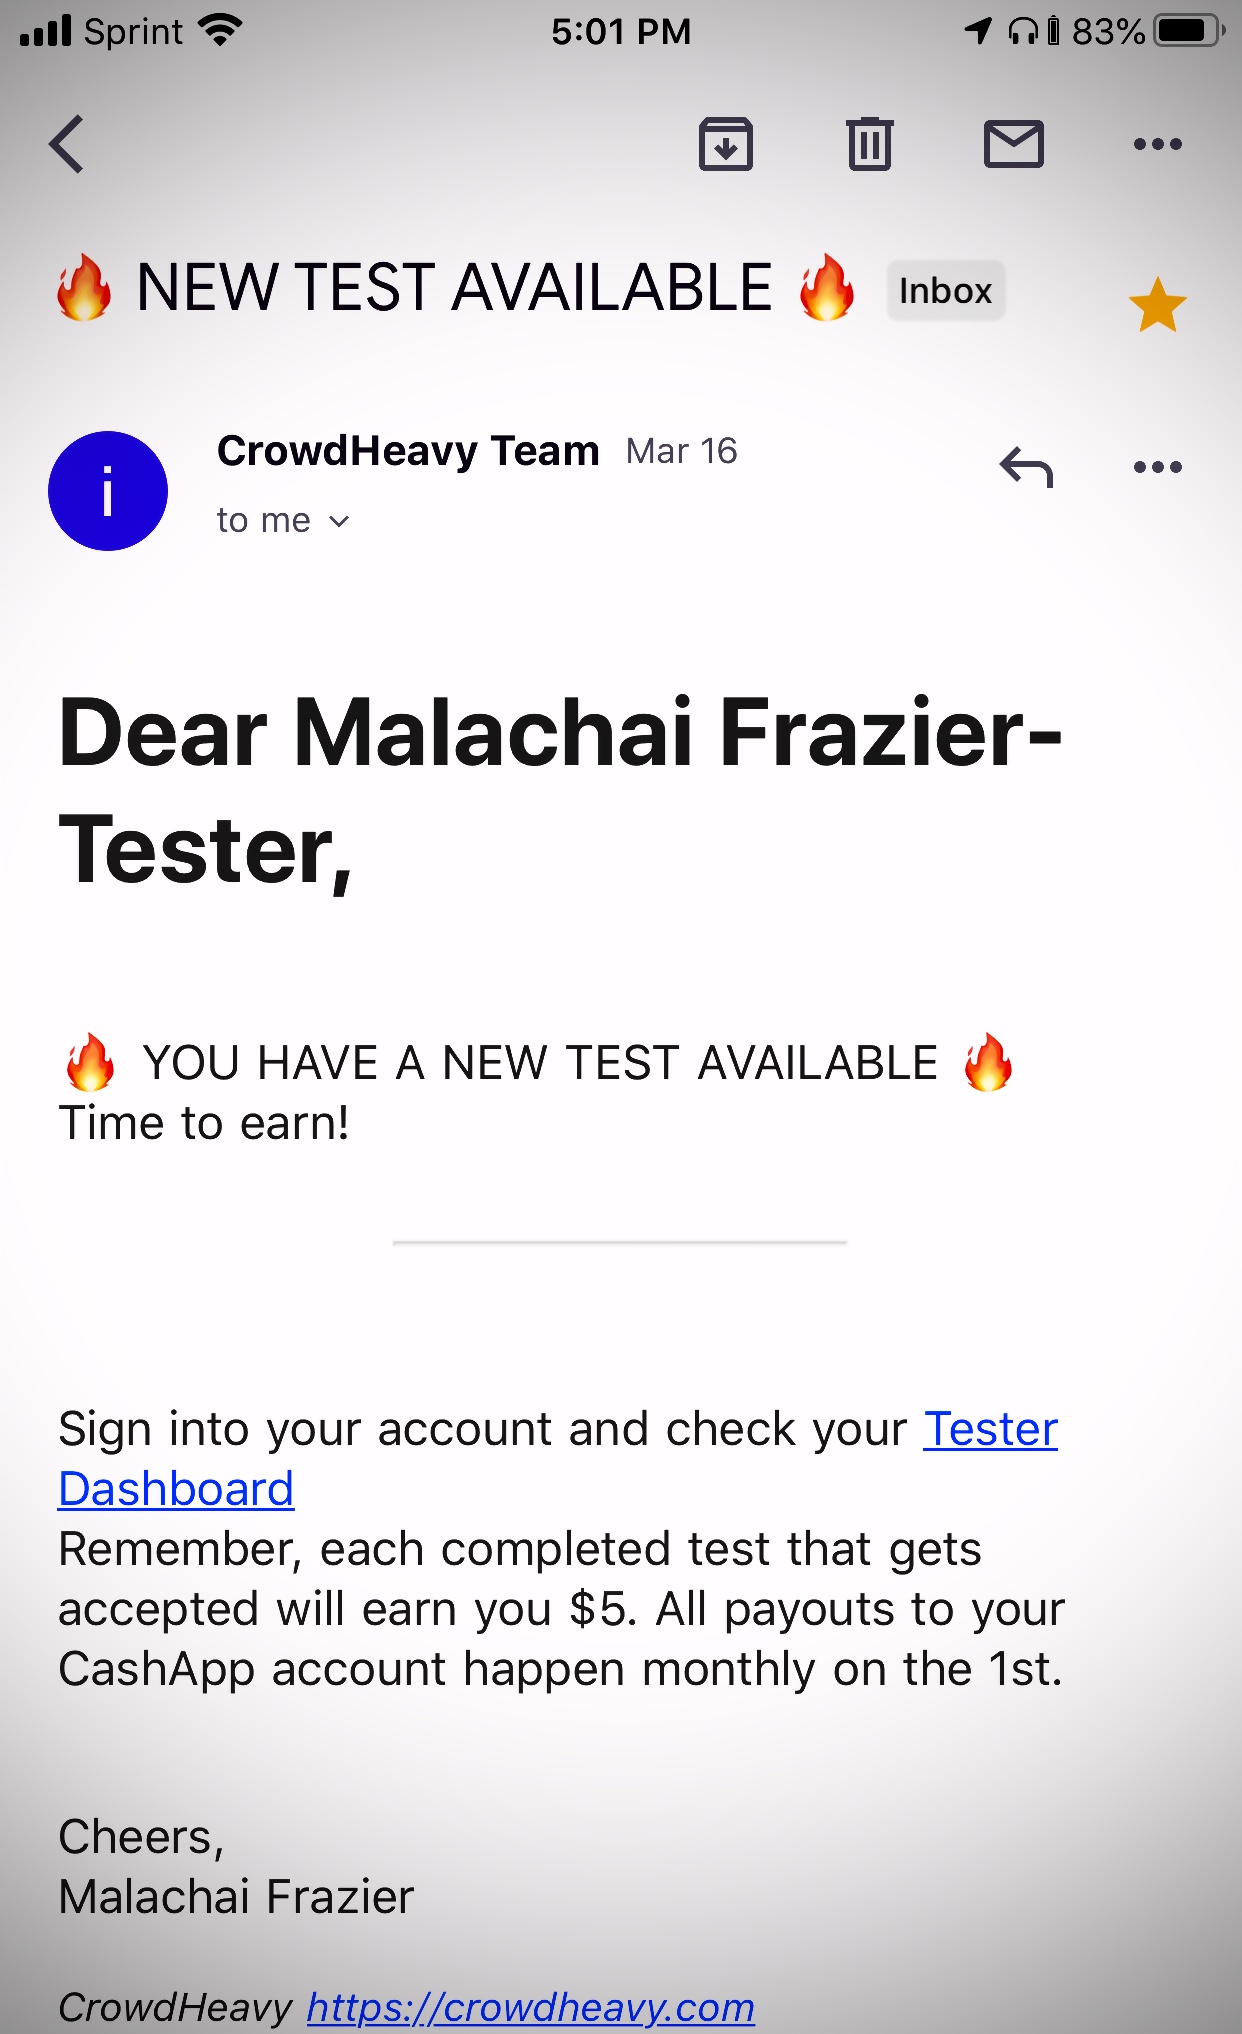 Sprint 5:01 PM 83%
🔥 NEW TEST AVAILABLE 🔥 Inbox
i
CrowdHeavy Team Mar 16
to me
Dear Malachai Frazier-
Tester,
🔥 YOU HAVE A NEW TEST AVAILABLE 🔥
Time to earn!
Sign into your account and check your Tester
Dashboard
Remember, each completed test that gets
accepted will earn you $5. All payouts to your
CashApp account happen monthly on the 1st.
Cheers,
Malachai Frazier
CrowdHeavy https://crowdheavy.com